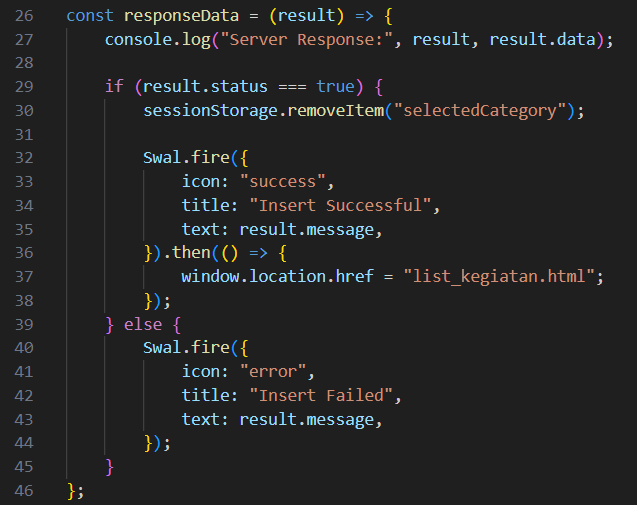 26 const responseData = (result) => {
27     console.log("Server Response:", result, result.data);
28
29     if (result.status === true) {
30         sessionStorage.removeItem("selectedCategory");
31
32         Swal.fire({
33             icon: "success",
34             title: "Insert Successful",
35             text: result.message,
36         }).then(() => {
37             window.location.href = "list_kegiatan.html";
38         });
39     } else {
40         Swal.fire({
41             icon: "error",
42             title: "Insert Failed",
43             text: result.message,
44         });
45     }
46 };